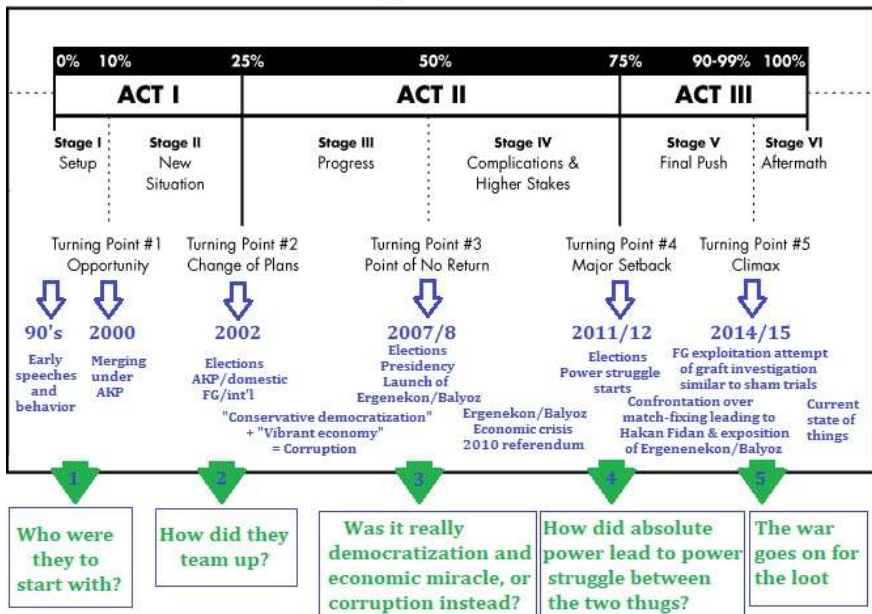 0% 10% 25% 50% 75% 90-99% 100%
ACT I ACT II ACT III
Stage I
Setup
Stage II
New
Situation
Stage III
Progress
Stage IV
Complications &
Higher Stakes
Stage V
Final Push
Stage VI
Aftermath
Turning Point #1
Opportunity
Turning Point #2
Change of Plans
Turning Point #3
Point of No Return
Turning Point #4
Major Setback
Turning Point #5
Climax
90's
Early
speeches
and
behavior
2000
Merging
under
AKP
2002
Elections
AKP/domestic
FG/int'l
"Conservative democratization"
+ "Vibrant economy"
= Corruption
2007/8
Elections
Presidency
Launch of
Ergenekon/Balyoz
Ergenekon/Balyoz
Economic crisis
2010 referendum
2011/12
Elections
Power struggle
starts
Confrontation over
match-fixing leading to
Hakan Fidan & exposition
of Ergenenekon/Balyoz
2014/15
FG exploitation attempt
of graft investigation
similar to sham trials
Current
state of
things
1
Who were
they to
start with?
2
How did they
team up?
3
Was it really
democratization and
economic miracle, or
corruption instead?
4
How did absolute
power lead to power
struggle between
the two thugs?
5
The war
goes on for
the loot